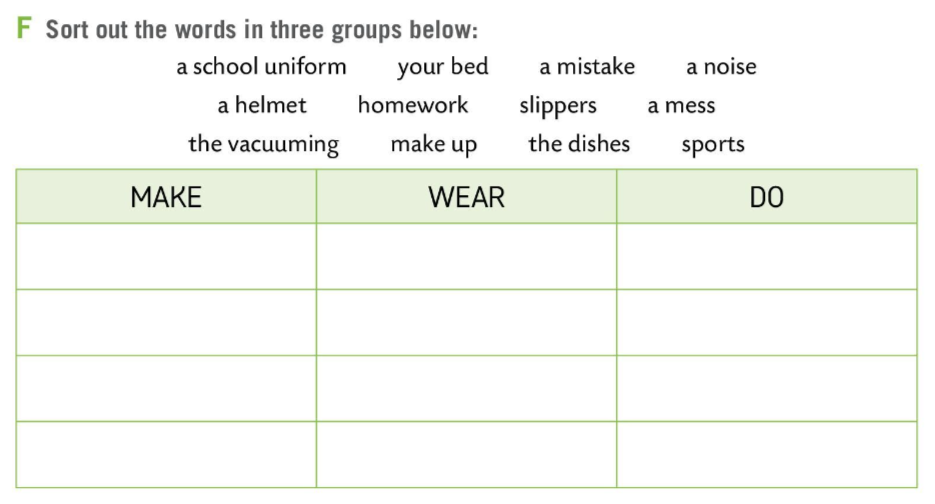 F Sort out the words in three groups below:
a school uniform your bed a mistake a noise
a helmet homework slippers a mess
the vacuuming make up the dishes sports
MAKE WEAR DO